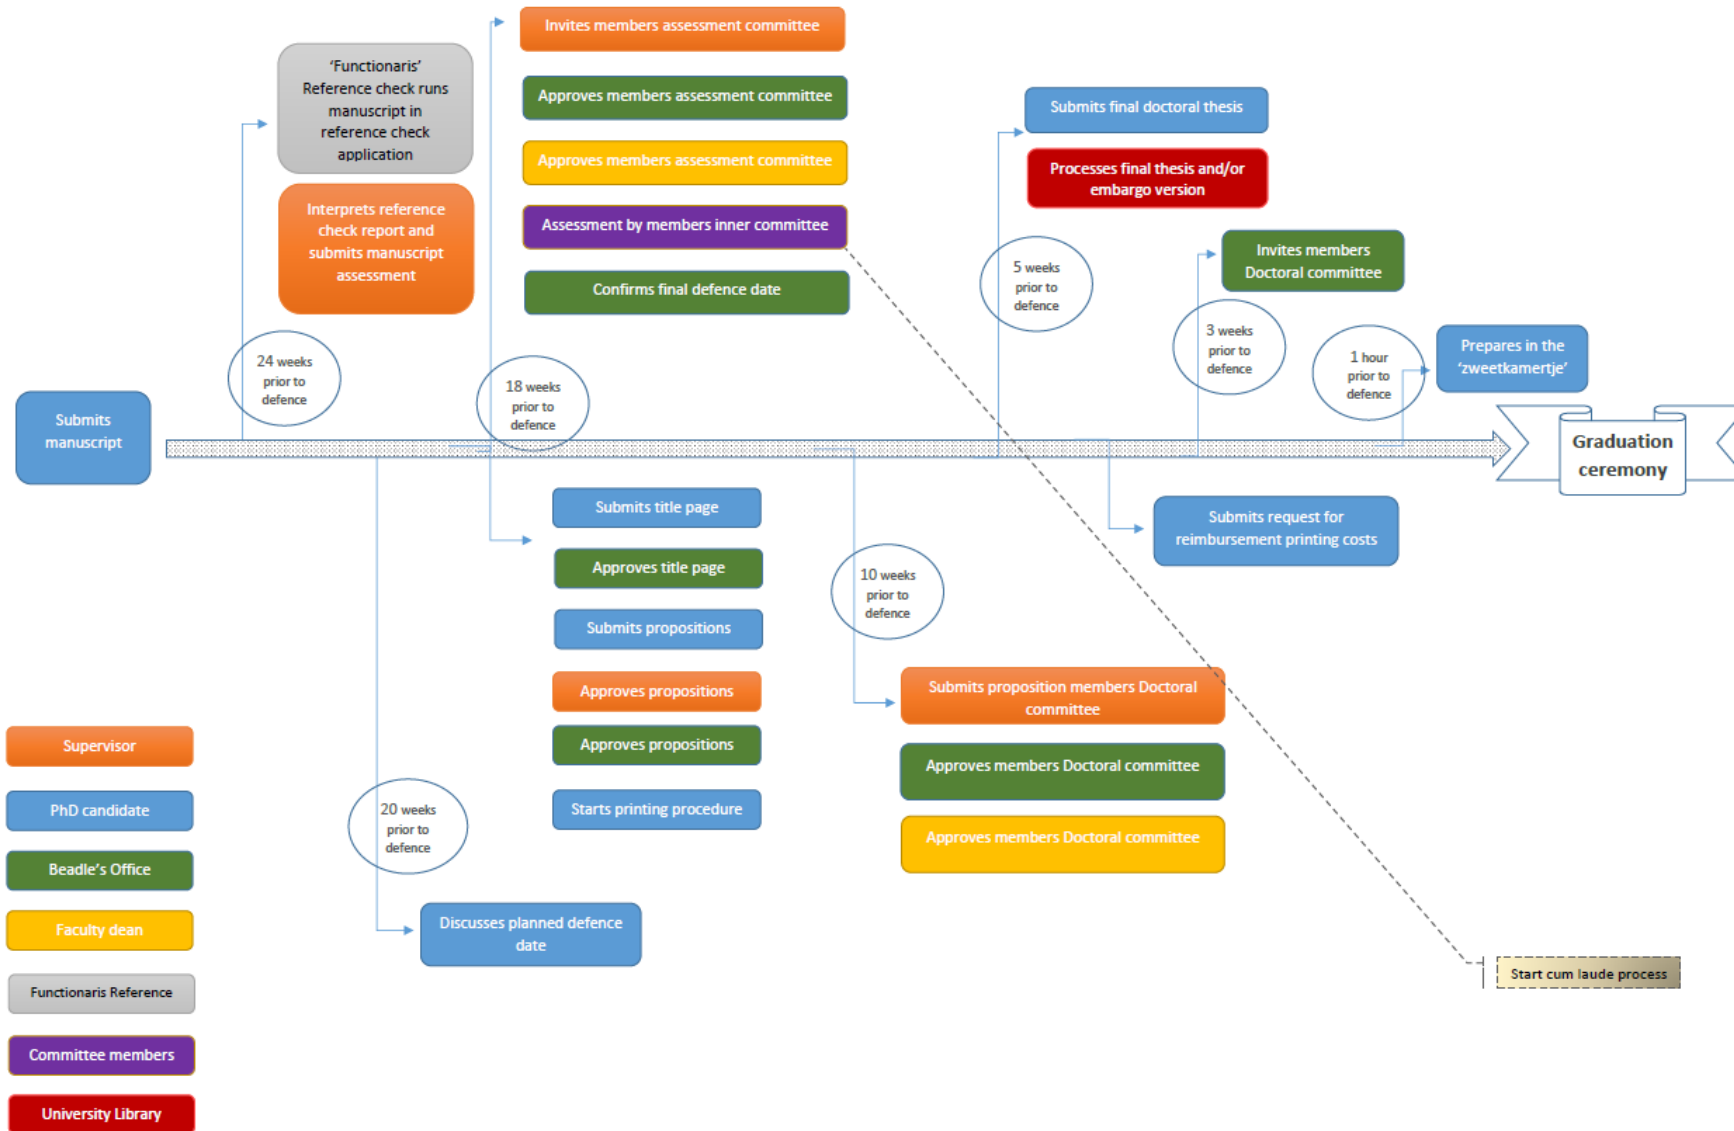 Submits
manuscript
24 weeks
prior to
defence
'Functionaris'
Reference check runs
manuscript in
reference check
application
Interprets reference
check report and
submits manuscript
assessment
20 weeks
prior to
defence
Discusses planned defence
date
18 weeks
prior to
defence
Invites members assessment committee
Approves members assessment committee
Approves members assessment committee
Assessment by members inner committee
Confirms final defence date
Submits title page
Approves title page
Submits propositions
Approves propositions
Approves propositions
Starts printing procedure
10 weeks
prior to
defence
Submits proposition members Doctoral
committee
Approves members Doctoral committee
Approves members Doctoral committee
5 weeks
prior to
defence
Submits final doctoral thesis
Processes final thesis and/or
embargo version
Submits request for
reimbursement printing costs
3 weeks
prior to
defence
Invites members
Doctoral committee
1 hour
prior to
defence
Prepares in the
'zweetkamertje'
Graduation
ceremony
Start cum laude process
Supervisor
PhD candidate
Beadle's Office
Faculty dean
Functionaris Reference
Committee members
University Library